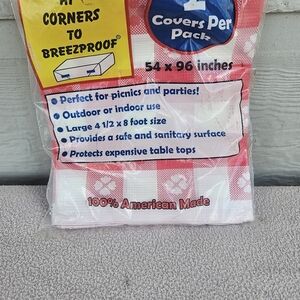 CORNERS
TO
BREEZPROOF®
2
Covers Per
Pack
54 x 96 inches
• Perfect for picnics and parties!
• Outdoor or indoor use
• Large 4 1/2 x 8 foot size
• Provides a safe and sanitary surface
• Protects expensive table tops
100% American Made